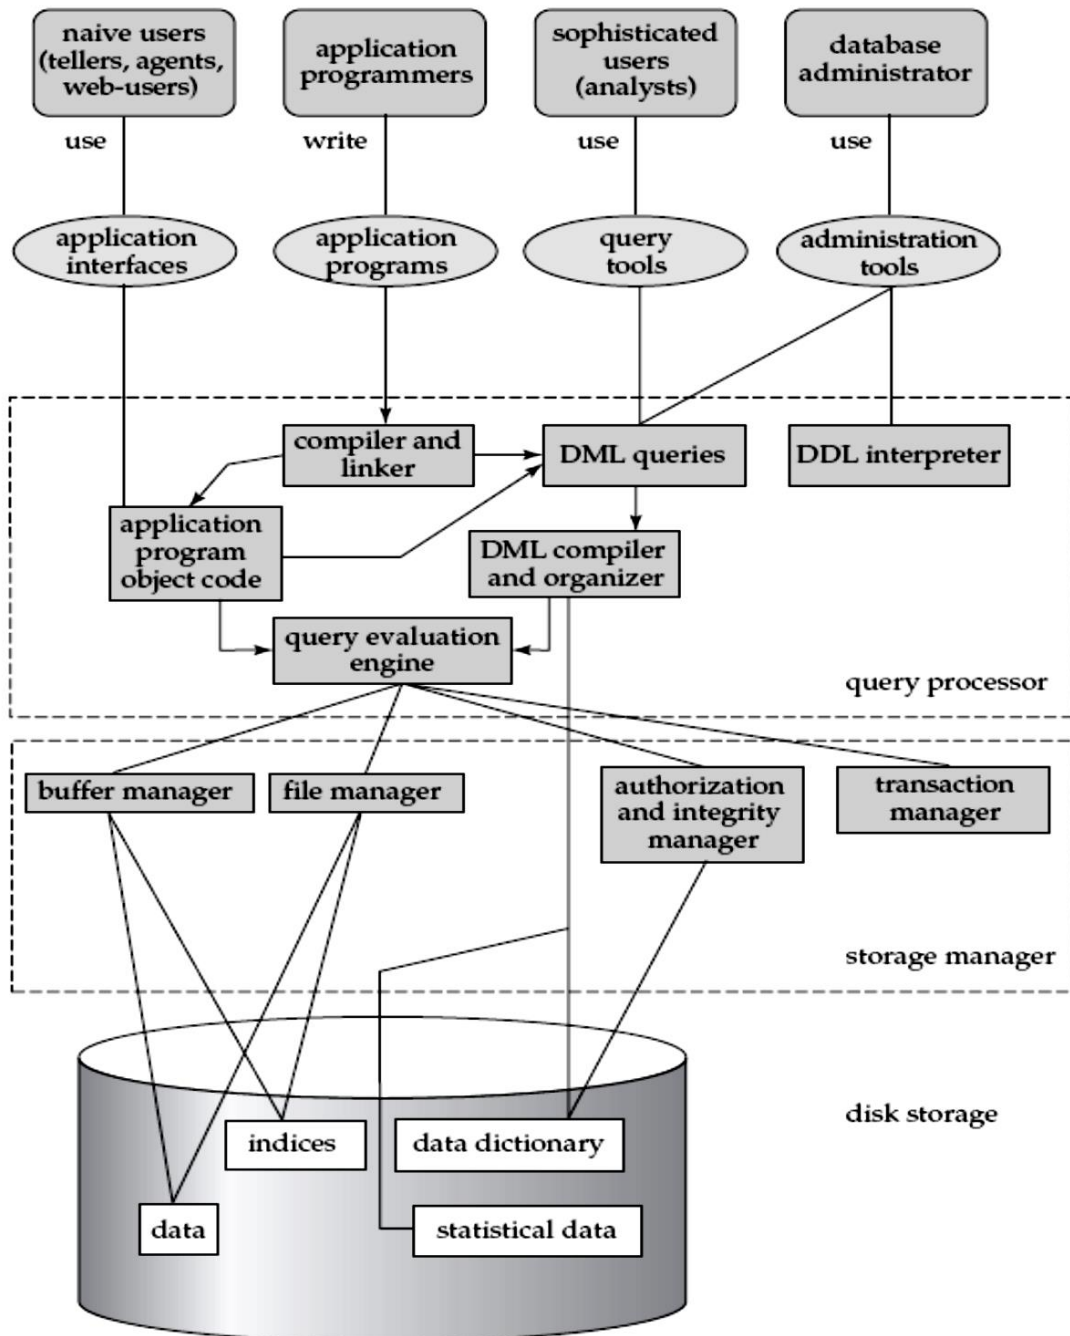 naive users
(tellers, agents,
web-users)
application
programmers
sophisticated
users
(analysts)
database
administrator
use
write
use
use
application
interfaces
application
programs
query
tools
administration
tools
compiler and
linker
DML queries
DDL interpreter
application
program
object code
DML compiler
and organizer
query evaluation
engine
query processor
buffer manager
file manager
authorization
and integrity
manager
transaction
manager
storage manager
disk storage
indices
data dictionary
data
statistical data